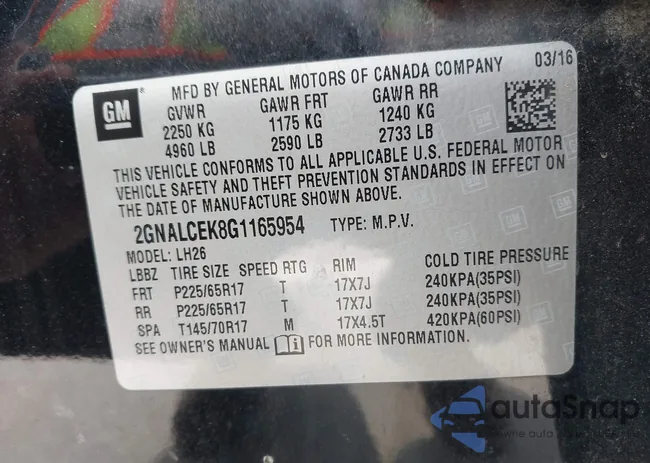 03/16
MFD BY GENERAL MOTORS OF CANADA COMPANY
GM
GVWR GAWR FRT GAWR RR
2250 KG 1175 KG 1240 KG
4960 LB 2590 LB 2733 LB
THIS VEHICLE CONFORMS TO ALL APPLICABLE U.S. FEDERAL MOTOR
VEHICLE SAFETY AND THEFT PREVENTION STANDARDS IN EFFECT ON
THE DATE OF MANUFACTURE SHOWN ABOVE.
2GNALCEK8G1165954 TYPE: M.P.V.
MODEL: LH26
LBBZ TIRE SIZE SPEED RTG RIM COLD TIRE PRESSURE
FRT P225/65R17 T 17X7J 240KPA(35PSI)
RR P225/65R17 T 17X7J 240KPA(35PSI)
SPA T145/70R17 M 17X4.5T 420KPA(60PSI)
SEE OWNER'S MANUAL FOR MORE INFORMATION.
autoSnap